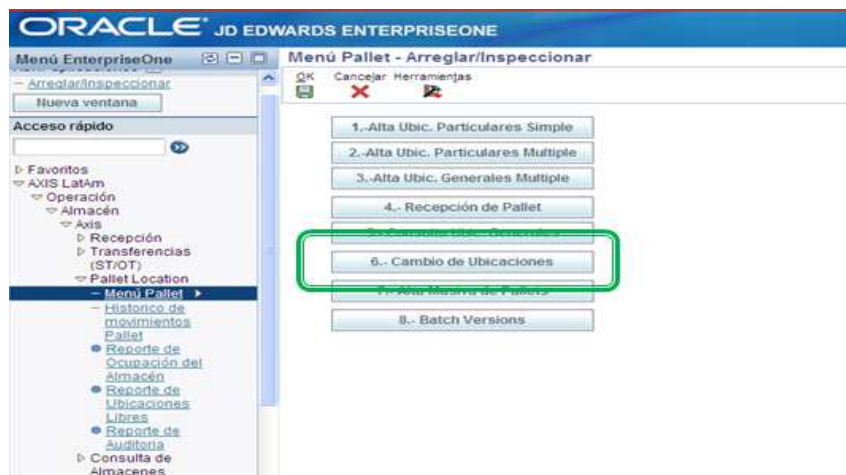 ORACLE JD EDWARDS ENTERPRISEONE
Menú EnterpriseOne
Arreglar/Inspeccionar
Nueva ventana
Acceso rápido
Favoritos
AXIS LatAm
Operación
Almacén
Axis
Recepción
Transferencias
(ST/OT)
Pallet Location
Menú Pallet
Historico de
movimientos
Pallet
Reporte de
Ocupación del
Almacén
Reporte de
Ubicaciones
Libres
Reporte de
Auditoria
Consulta de
Almacenes
Menú Pallet - Arreglar/Inspeccionar
OK Cancelar Herramientas
1.-Alta Ubic. Particulares Simple
2.-Alta Ubic. Particulares Multiple
3.-Alta Ubic. Generales Multiple
4.- Recepción de Pallet
6.- Cambio de Ubicaciones
8.- Batch Versions